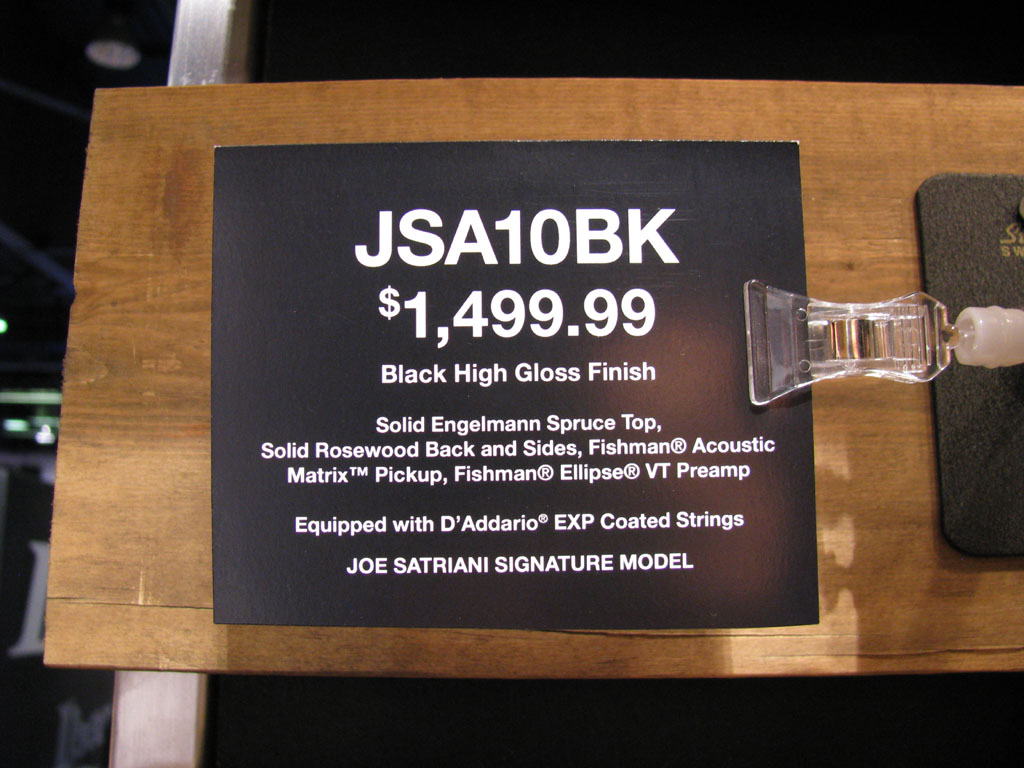 JSA10BK
$1,499.99
Black High Gloss Finish
Solid Engelmann Spruce Top,
Solid Rosewood Back and Sides, Fishman® Acoustic
Matrix™ Pickup, Fishman® Ellipse® VT Preamp
Equipped with D'Addario® EXP Coated Strings
JOE SATRIANI SIGNATURE MODEL